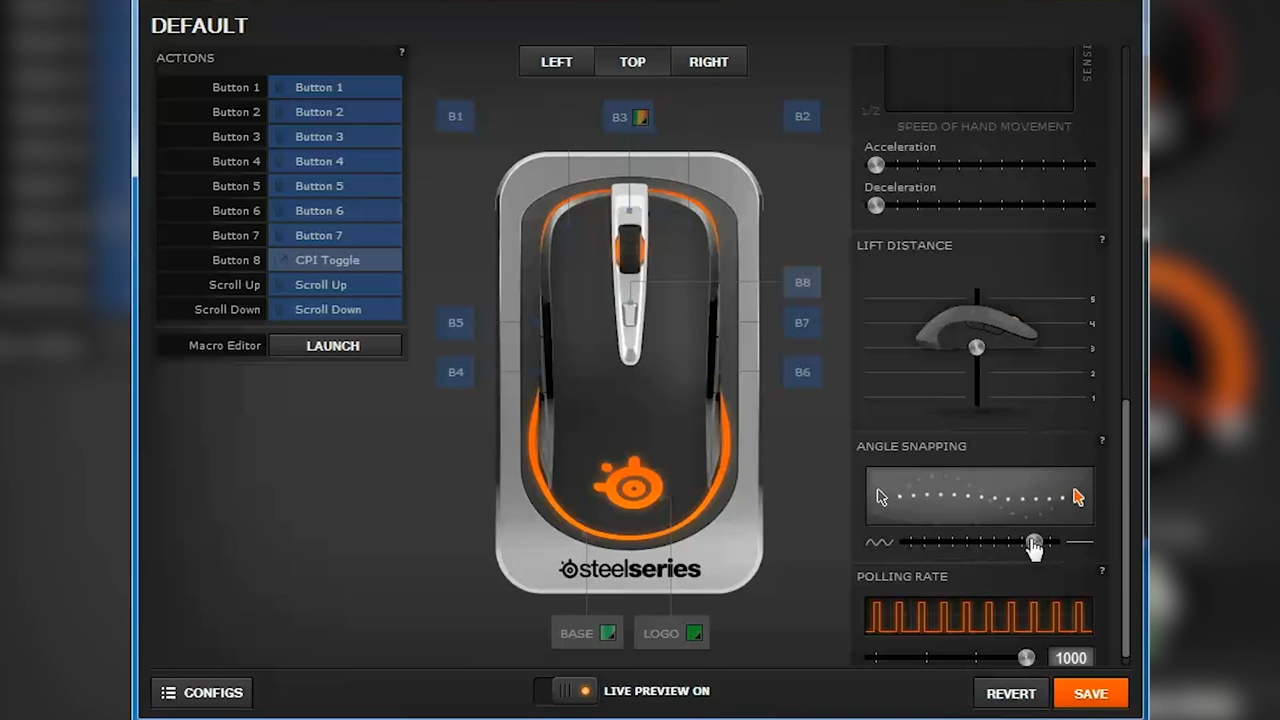 DEFAULT
ACTIONS ?
Button 1 Button 1
Button 2 Button 2
Button 3 Button 3
Button 4 Button 4
Button 5 Button 5
Button 6 Button 6
Button 7 Button 7
Button 8 CPI Toggle
Scroll Up Scroll Up
Scroll Down Scroll Down
Macro Editor LAUNCH
LEFT TOP RIGHT
B1 B3 B2
B8
B5 B7
B4 B6
steelseries
BASE LOGO
SENSI
1/2
SPEED OF HAND MOVEMENT
Acceleration
Deceleration
LIFT DISTANCE ?
5
4
3
2
1
ANGLE SNAPPING ?
POLLING RATE ?
1000
CONFIGS LIVE PREVIEW ON REVERT SAVE